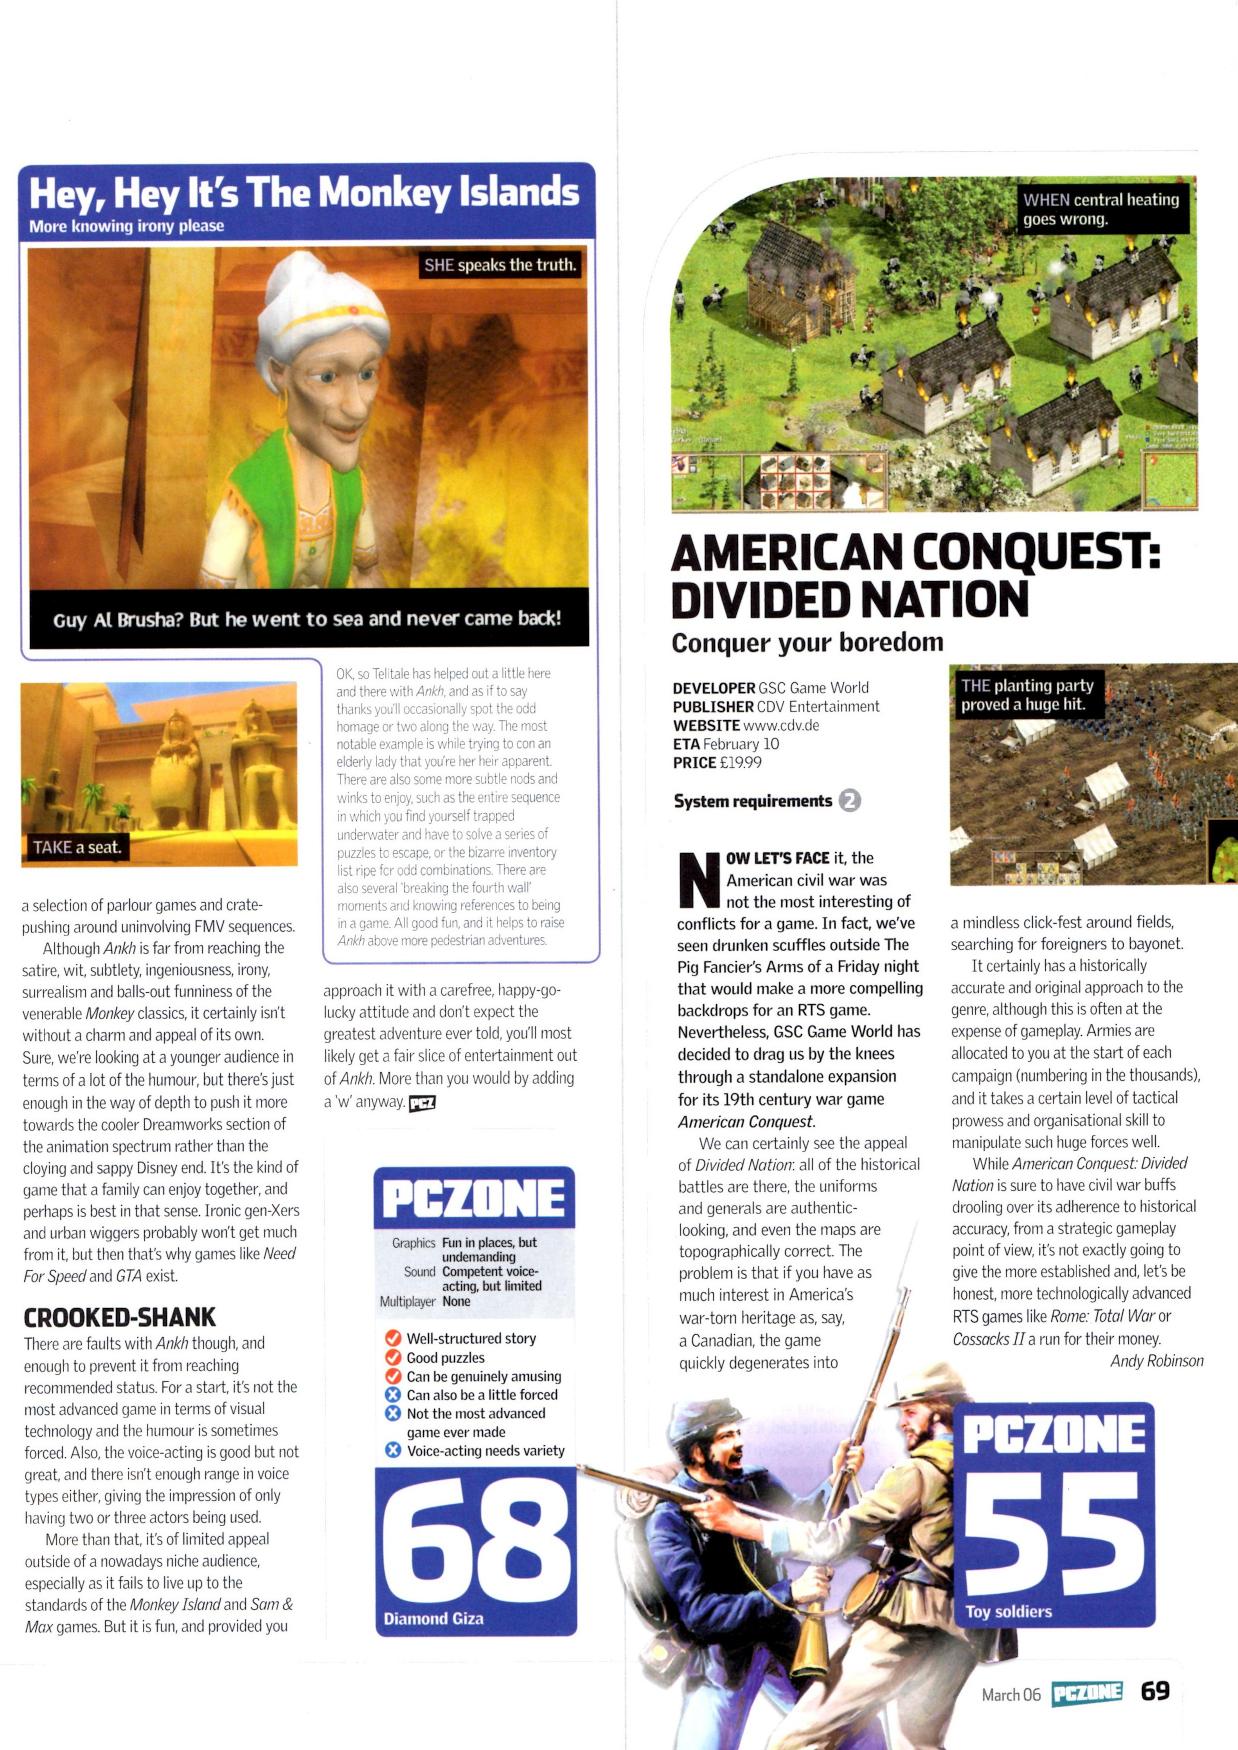 Hey, Hey It's The Monkey Islands
More knowing irony please
SHE speaks the truth.
Guy Al Brusha? But he went to sea and never came back!
TAKE a seat.
OK, so Telltale has helped out a little here
and there with Ankh, and as if to say
thanks you'll occasionally spot the odd
homage or two along the way. The most
notable example is while trying to con an
elderly lady that you're her heir apparent.
There are also some more subtle nods and
winks to enjoy, such as the entire sequence
in which you find yourself trapped
underwater and have to solve a series of
puzzles to escape, or the bizarre inventory
list ripe for odd combinations. There are
also several 'breaking the fourth wall'
moments and knowing references to being
in a game. All good fun, and it helps to raise
Ankh above more pedestrian adventures.
a selection of parlour games and crate-
pushing around uninvolving FMV sequences.
Although Ankh is far from reaching the
satire, wit, subtlety, ingeniousness, irony,
surrealism and balls-out funniness of the
venerable Monkey classics, it certainly isn't
without a charm and appeal of its own.
Sure, we're looking at a younger audience in
terms of a lot of the humour, but there's just
enough in the way of depth to push it more
towards the cooler Dreamworks section of
the animation spectrum rather than the
cloying and sappy Disney end. It's the kind of
game that a family can enjoy together, and
perhaps is best in that sense. Ironic gen-Xers
and urban wiggers probably won't get much
from it, but then that's why games like Need
For Speed and GTA exist.
CROOKED-SHANK
There are faults with Ankh though, and
enough to prevent it from reaching
recommended status. For a start, it's not the
most advanced game in terms of visual
technology and the humour is sometimes
forced. Also, the voice-acting is good but not
great, and there isn't enough range in voice
types either, giving the impression of only
having two or three actors being used.
More than that, it's of limited appeal
outside of a nowadays niche audience,
especially as it fails to live up to the
standards of the Monkey Island and Sam &
Max games. But it is fun, and provided you
approach it with a carefree, happy-go-
lucky attitude and don't expect the
greatest adventure ever told, you'll most
likely get a fair slice of entertainment out
of Ankh. More than you would by adding
a 'w' anyway. PCZ
PCZONE
Graphics Fun in places, but
undemanding
Sound Competent voice-
acting, but limited
Multiplayer None
Well-structured story
Good puzzles
Can be genuinely amusing
Can also be a little forced
Not the most advanced
game ever made
Voice-acting needs variety
68
Diamond Giza
WHEN central heating
goes wrong.
AMERICAN CONQUEST:
DIVIDED NATION
Conquer your boredom
DEVELOPER GSC Game World
PUBLISHER CDV Entertainment
WEBSITE www.cdv.de
ETA February 10
PRICE £19.99
System requirements 2
THE planting party
proved a huge hit.
NOW LET'S FACE it, the
American civil war was
not the most interesting of
conflicts for a game. In fact, we've
seen drunken scuffles outside The
Pig Fancier's Arms of a Friday night
that would make a more compelling
backdrops for an RTS game.
Nevertheless, GSC Game World has
decided to drag us by the knees
through a standalone expansion
for its 19th century war game
American Conquest.
We can certainly see the appeal
of Divided Nation: all of the historical
battles are there, the uniforms
and generals are authentic-
looking, and even the maps are
topographically correct. The
problem is that if you have as
much interest in America's
war-torn heritage as, say,
a Canadian, the game
quickly degenerates into
a mindless click-fest around fields,
searching for foreigners to bayonet.
It certainly has a historically
accurate and original approach to the
genre, although this is often at the
expense of gameplay. Armies are
allocated to you at the start of each
campaign (numbering in the thousands),
and it takes a certain level of tactical
prowess and organisational skill to
manipulate such huge forces well.
While American Conquest: Divided
Nation is sure to have civil war buffs
drooling over its adherence to historical
accuracy, from a strategic gameplay
point of view, it's not exactly going to
give the more established and, let's be
honest, more technologically advanced
RTS games like Rome: Total War or
Cossacks II a run for their money.
Andy Robinson
PCZONE
55
Toy soldiers
March 06 PCZONE 69